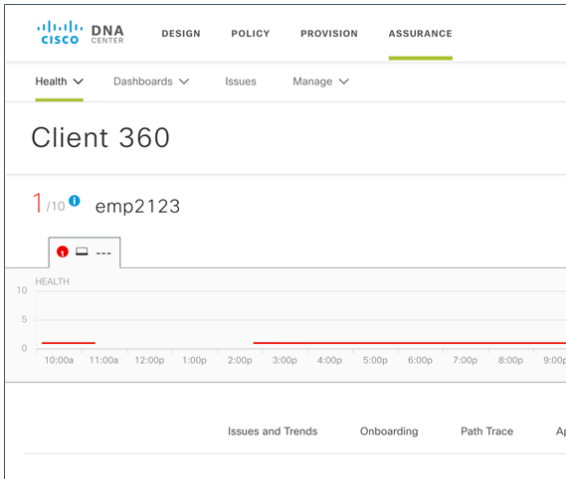 CISCO DNA CENTER DESIGN POLICY PROVISION ASSURANCE
Health Dashboards Issues Manage
Client 360
1/10 i emp2123
1 ---
HEALTH
10
5
0
10:00a 11:00a 12:00p 1:00p 2:00p 3:00p 4:00p 5:00p 6:00p 7:00p 8:00p 9:00p
Issues and Trends Onboarding Path Trace Ap